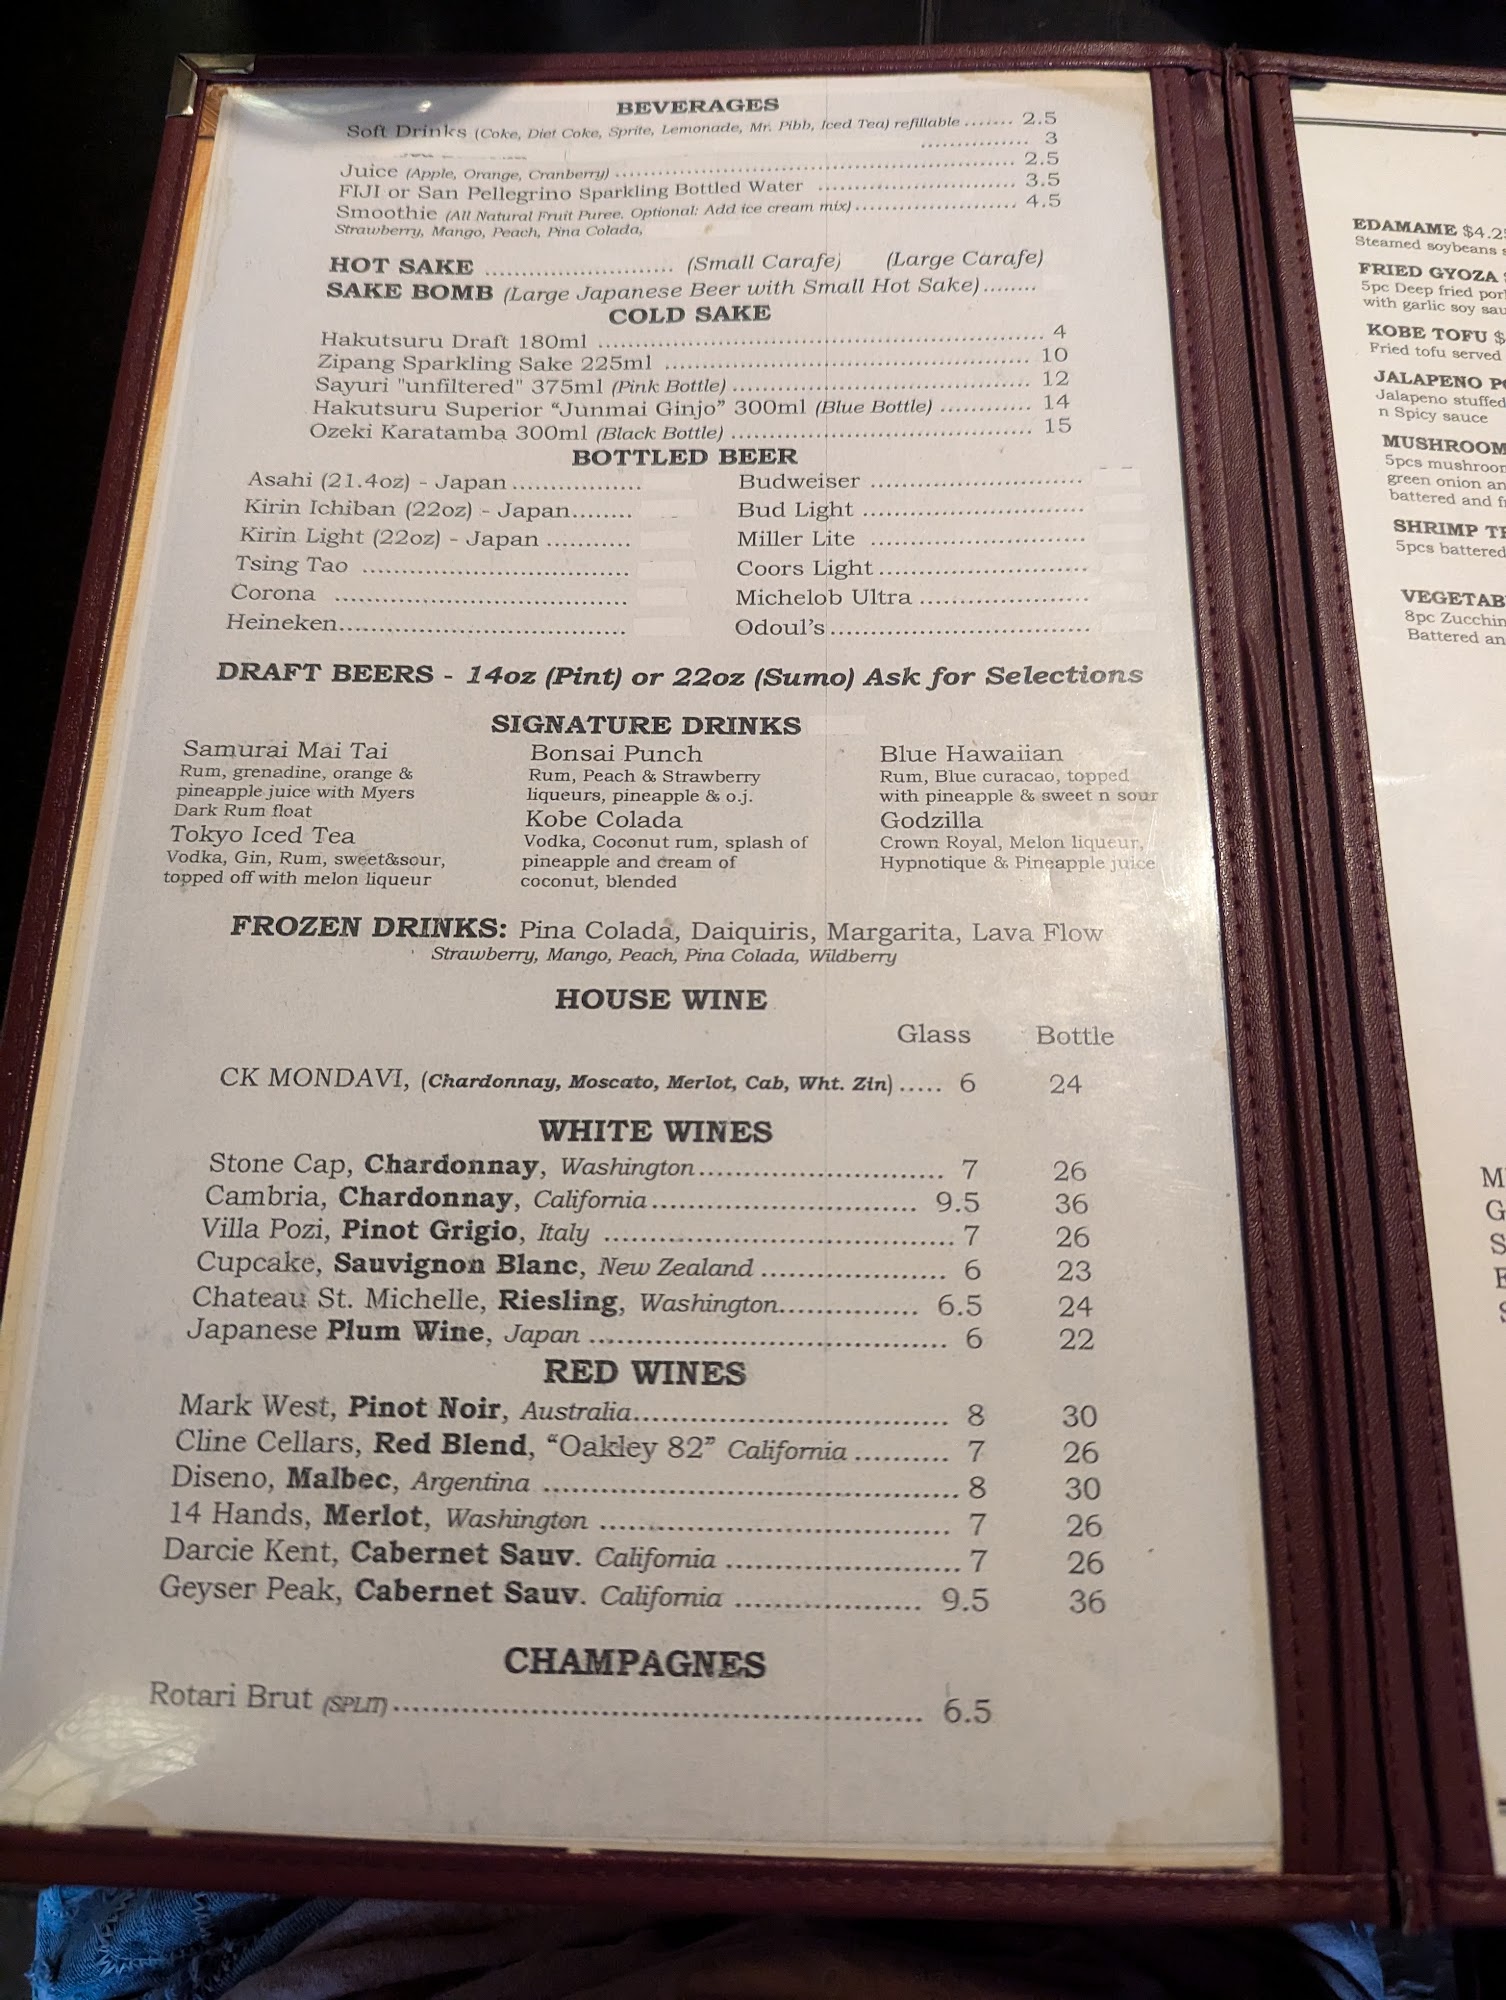 BEVERAGES
Soft Drinks (Coke, Diet Coke, Sprite, Lemonade, Mr. Pibb, Iced Tea) refillable ....... 2.5
............... 3
Juice (Apple, Orange, Cranberry) ........................................ 2.5
FIJI or San Pellegrino Sparkling Bottled Water ........................... 3.5
Smoothie (All Natural Fruit Puree. Optional: Add ice cream mix) ...................... 4.5
Strawberry, Mango, Peach, Pina Colada,
HOT SAKE .......................... (Small Carafe) (Large Carafe)
SAKE BOMB (Large Japanese Beer with Small Hot Sake)........
COLD SAKE
Hakutsuru Draft 180ml ............................................................. 4
Zipang Sparkling Sake 225ml .................................................. 10
Sayuri "unfiltered" 375ml (Pink Bottle) ........................................ 12
Hakutsuru Superior “Junmai Ginjo” 300ml (Blue Bottle) ............ 14
Ozeki Karatamba 300ml (Black Bottle) ........................................ 15
BOTTLED BEER
Asahi (21.4oz) - Japan ................. Budweiser ............................
Kirin Ichiban (22oz) - Japan........ Bud Light .............................
Kirin Light (22oz) - Japan ........... Miller Lite ............................
Tsing Tao ................................... Coors Light ...........................
Corona ...................................... Michelob Ultra ......................
Heineken..................................... Odoul's ..................................
DRAFT BEERS - 14oz (Pint) or 22oz (Sumo) Ask for Selections
SIGNATURE DRINKS
Samurai Mai Tai
Rum, grenadine, orange &
pineapple juice with Myers
Dark Rum float
Tokyo Iced Tea
Vodka, Gin, Rum, sweet&sour,
topped off with melon liqueur
Bonsai Punch
Rum, Peach & Strawberry
liqueurs, pineapple & o.j.
Kobe Colada
Vodka, Coconut rum, splash of
pineapple and cream of
coconut, blended
Blue Hawaiian
Rum, Blue curacao, topped
with pineapple & sweet n sour
Godzilla
Crown Royal, Melon liqueur,
Hypnotique & Pineapple juice
FROZEN DRINKS: Pina Colada, Daiquiris, Margarita, Lava Flow
Strawberry, Mango, Peach, Pina Colada, Wildberry
HOUSE WINE
Glass Bottle
CK MONDAVI, (Chardonnay, Moscato, Merlot, Cab, Wht. Zin) ..... 6 24
WHITE WINES
Stone Cap, Chardonnay, Washington............................ 7 26
Cambria, Chardonnay, California .............................. 9.5 36
Villa Pozi, Pinot Grigio, Italy ....................................... 7 26
Cupcake, Sauvignon Blanc, New Zealand ..................... 6 23
Chateau St. Michelle, Riesling, Washington................ 6.5 24
Japanese Plum Wine, Japan ......................................... 6 22
RED WINES
Mark West, Pinot Noir, Australia................................... 8 30
Cline Cellars, Red Blend, “Oakley 82” California .......... 7 26
Diseno, Malbec, Argentina ............................................ 8 30
14 Hands, Merlot, Washington ..................................... 7 26
Darcie Kent, Cabernet Sauv. California ........................ 7 26
Geyser Peak, Cabernet Sauv. California ..................... 9.5 36
CHAMPAGNES
Rotari Brut (SPLIT) ...................................................... 6.5
EDAMAME $4.25
Steamed soybeans
FRIED GYOZA
5pc Deep fried
with garlic soy
KOBE TOFU $
Fried tofu served
JALAPENO
Jalapeno stuffed
n Spicy sauce
MUSHROOM
5pcs
green onion
battered and
SHRIMP
5pcs battered
8pc
Battered